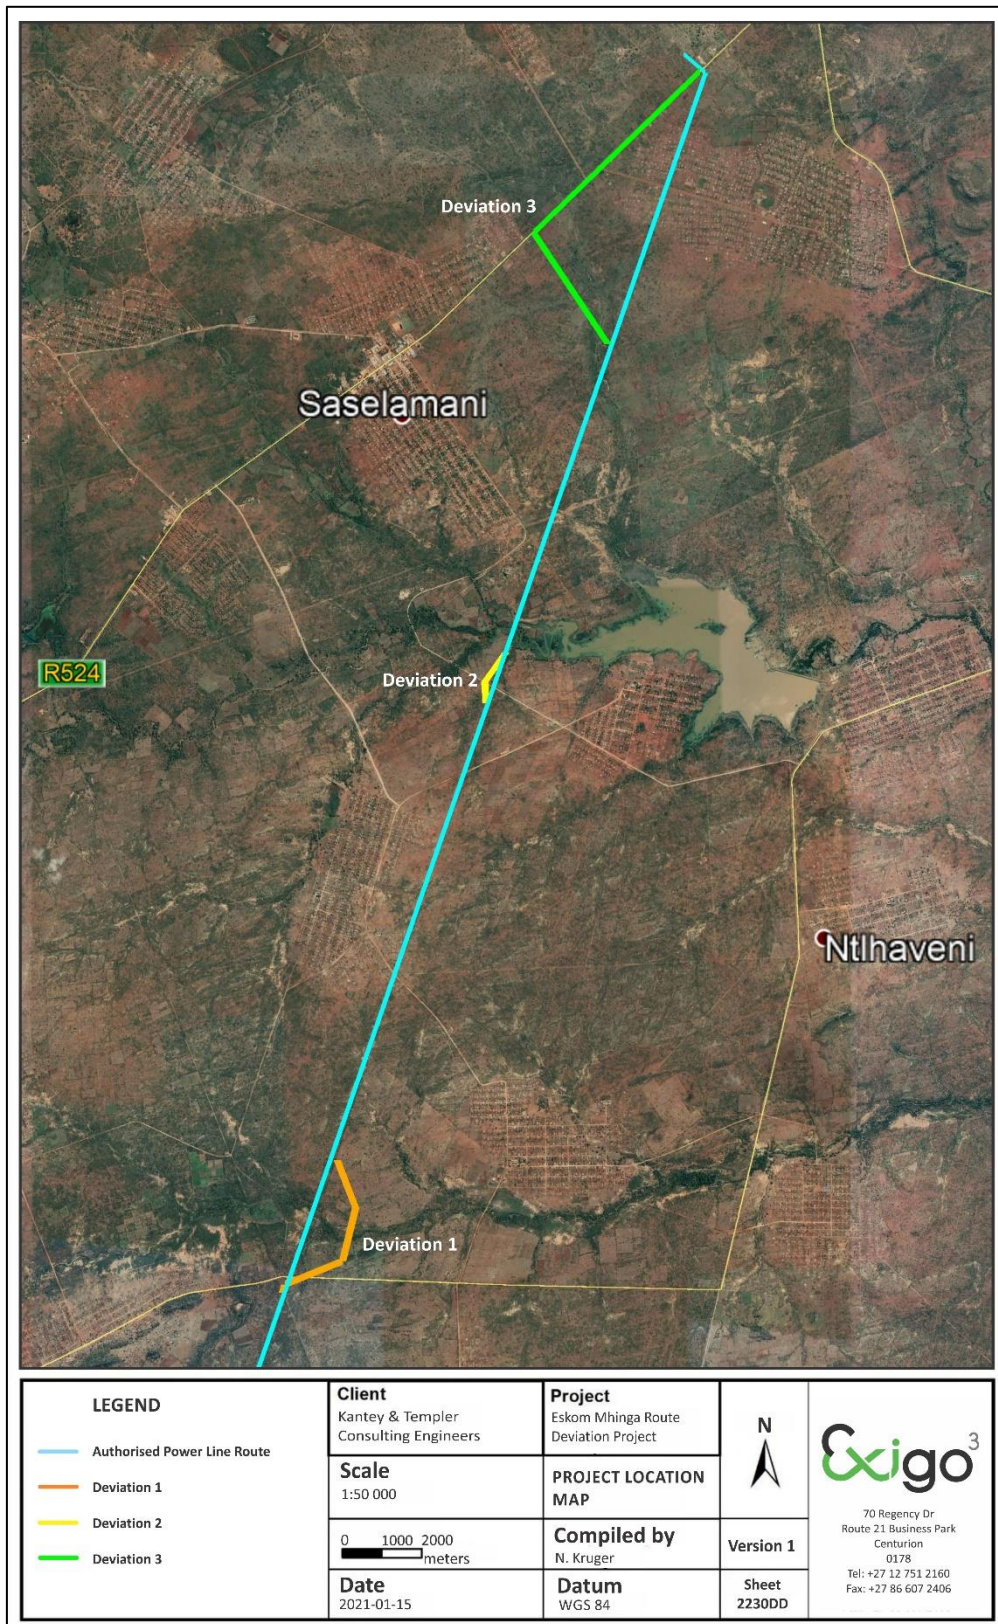 Deviation 3
Saselamani
R524
Deviation 2
Ntlhaveni
Deviation 1
LEGEND
Authorised Power Line Route
Deviation 1
Deviation 2
Deviation 3
Client
Kantey & Templer
Consulting Engineers
Scale
1:50 000
0 1000 2000
meters
Date
2021-01-15
Project
Eskom Mhinga Route
Deviation Project
PROJECT LOCATION
MAP
Compiled by
N. Kruger
Datum
WGS 84
N
Version 1
Sheet
2230DD
Exigo3
70 Regency Dr
Route 21 Business Park
Centurion
0178
Tel: +27 12 751 2160
Fax: +27 86 607 2406